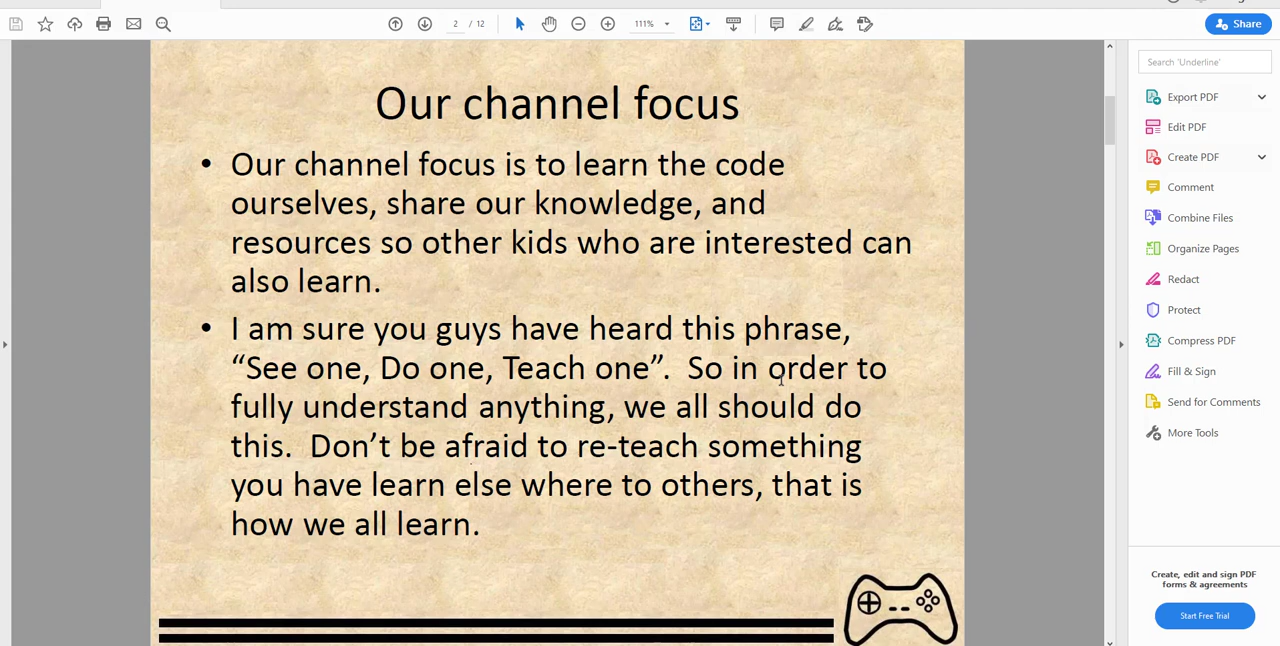 2 / 12
111%
Share
Our channel focus
• Our channel focus is to learn the code
ourselves, share our knowledge, and
resources so other kids who are interested can
also learn.
• I am sure you guys have heard this phrase,
“See one, Do one, Teach one”.  So in order to
fully understand anything, we all should do
this.  Don’t be afraid to re-teach something
you have learn else where to others, that is
how we all learn.
Search 'Underline'
Export PDF
Edit PDF
Create PDF
Comment
Combine Files
Organize Pages
Redact
Protect
Compress PDF
Fill & Sign
Send for Comments
More Tools
Create, edit and sign PDF
forms & agreements
Start Free Trial